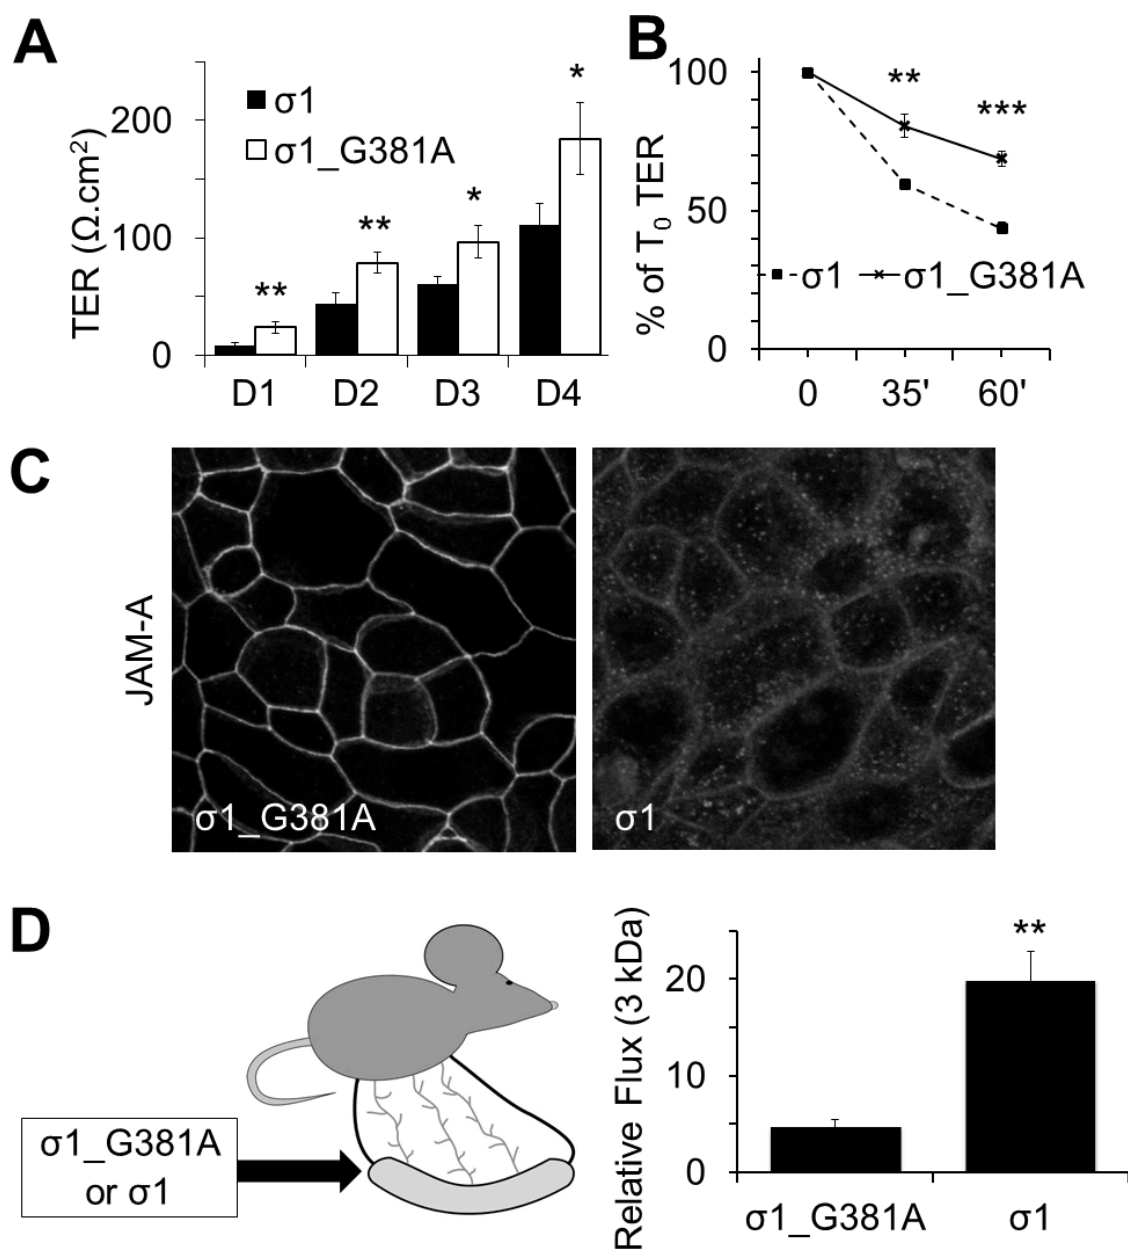 A
TER (Ω.cm²)
200
100
0
σ1
σ1_G381A
**
**
*
*
D1 D2 D3 D4
B
% of T₀ TER
100
50
0
**
***
σ1 σ1_G381A
0 35' 60'
C
JAM-A
σ1_G381A
σ1
D
σ1_G381A
or σ1
Relative Flux (3 kDa)
20
10
0
**
σ1_G381A σ1